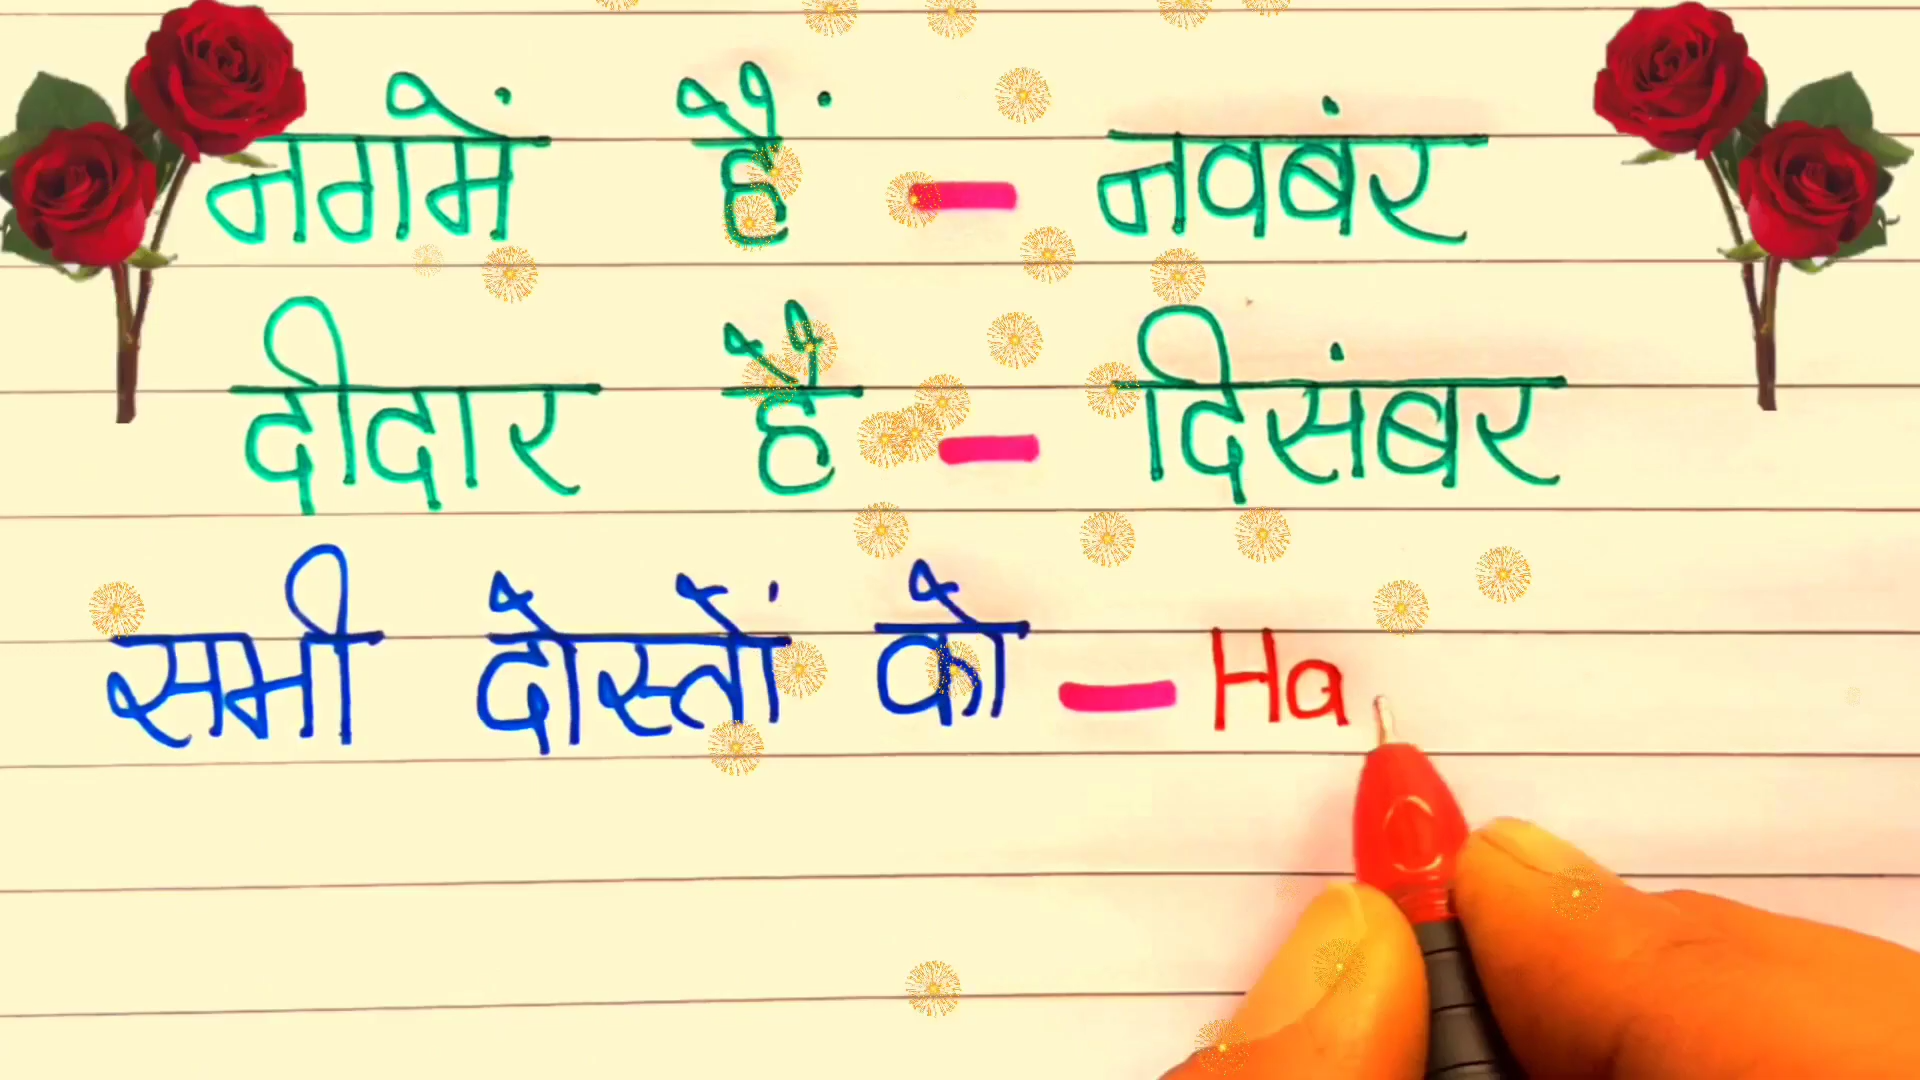 नगमें हैं - नवबंर
दीदार है - दिसंबर
सभी दोस्तों को - Ha